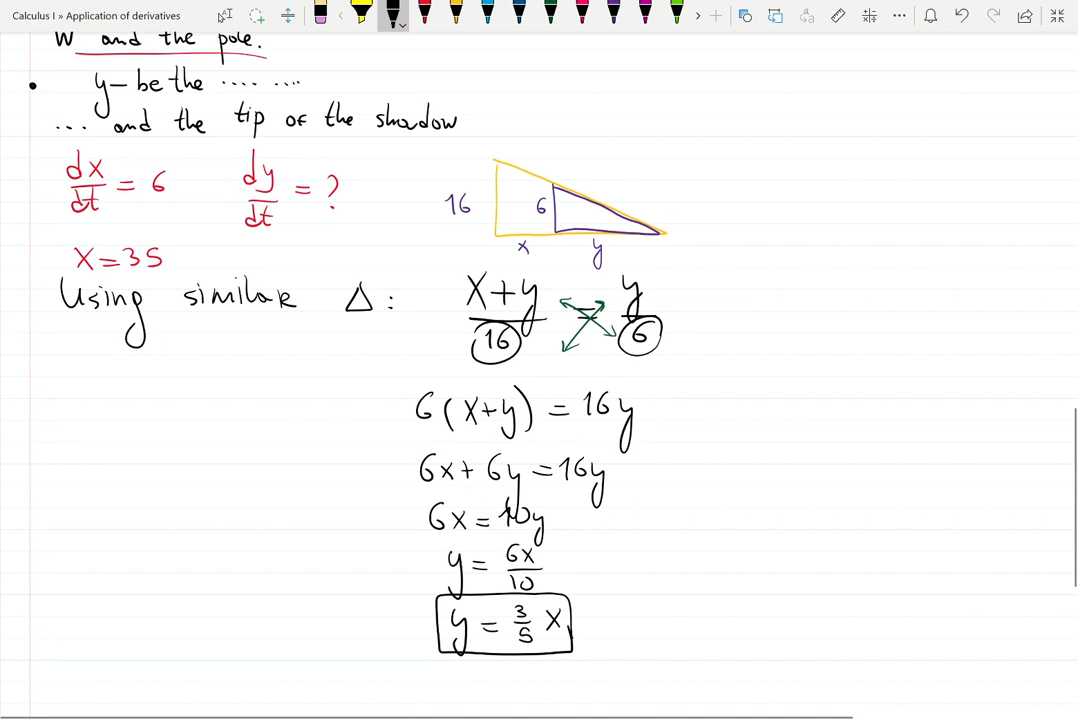 Calculus I » Application of derivatives
W and the pole.
• y— be the .... ....
... and the tip of the shadow
dx/dt = 6 dy/dt = ?
16 6
x y
x = 35
Using similar Δ: x+y/16 = y/6
6(x+y) = 16y
6x + 6y = 16y
6x = 10y
y = 6x/10
y = 3/5 x